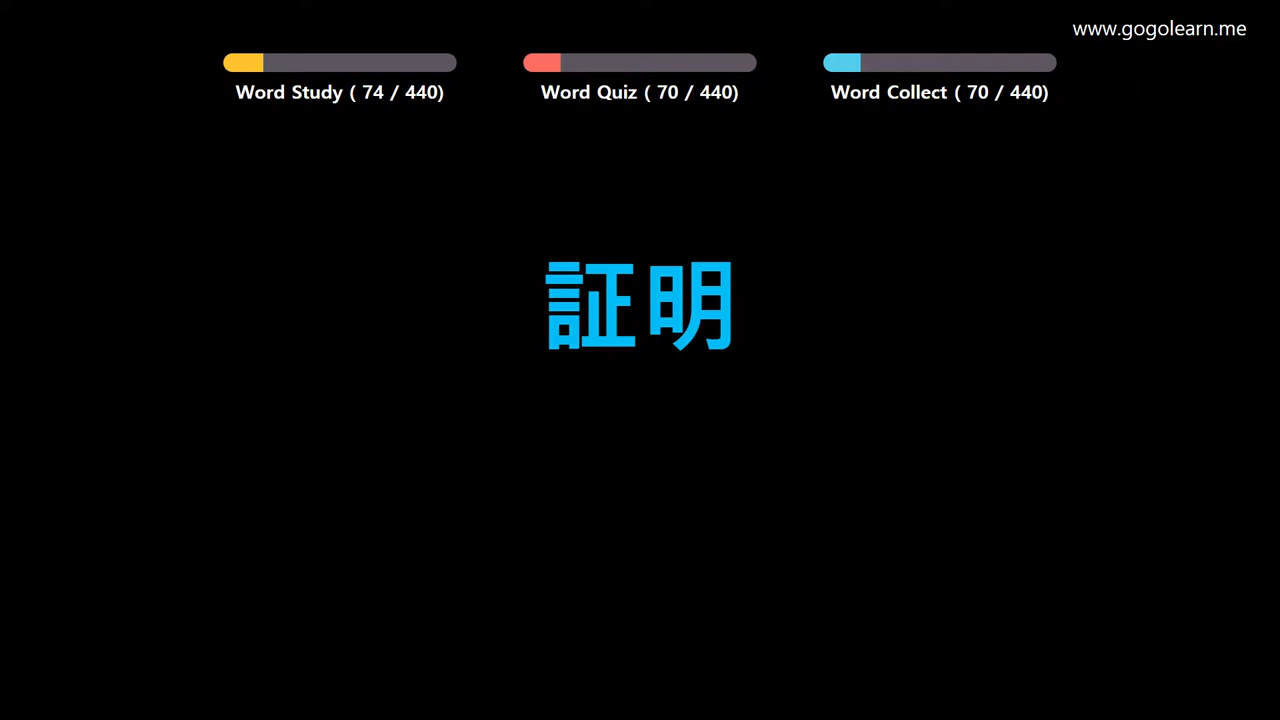 www.gogolearn.me
Word Study ( 74 / 440)
Word Quiz ( 70 / 440)
Word Collect ( 70 / 440)
証明